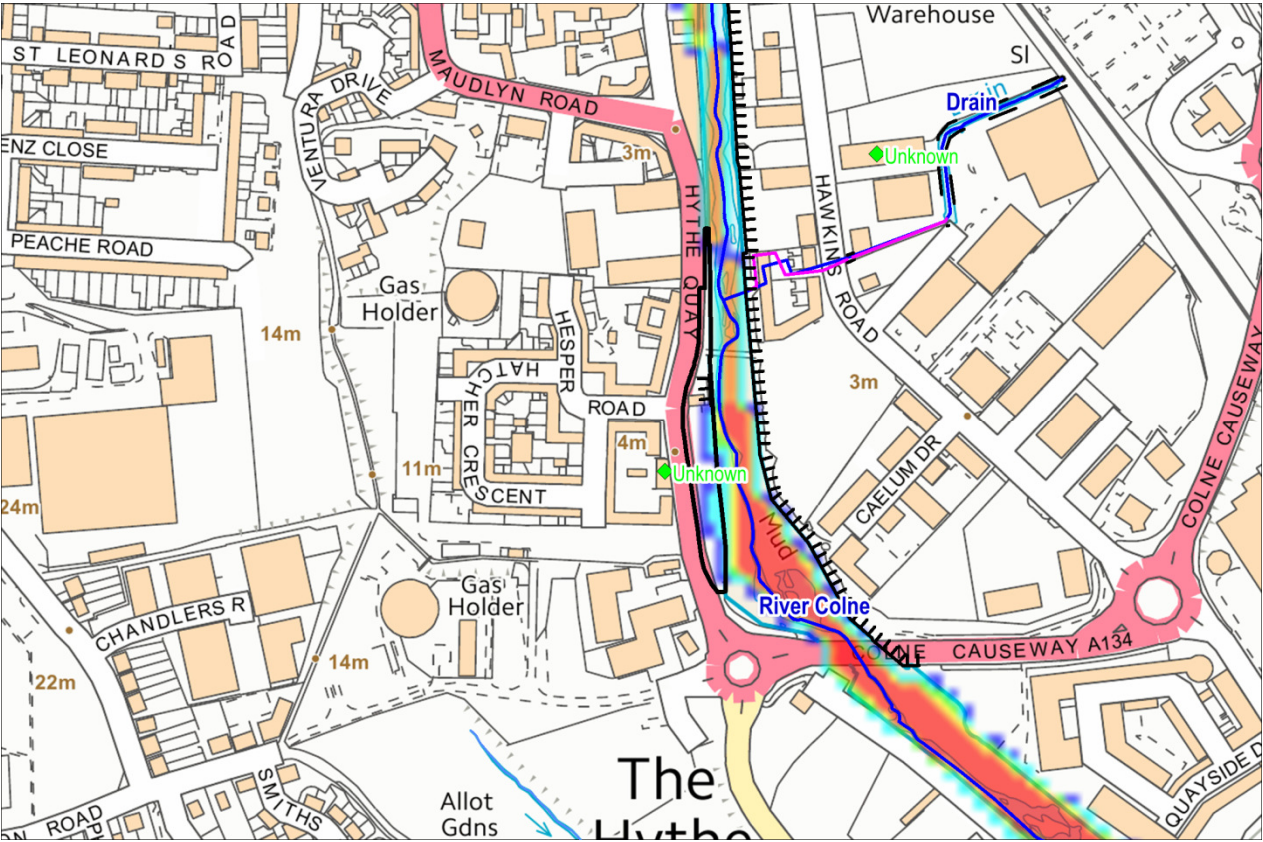 Warehouse
ST LEONARDS ROAD
MAUDLYN ROAD
SI
VENTURA DRIVE
Drain
ENZ CLOSE
3m
Unknown
HYTHE QUAY
HAWKINS ROAD
PEACHE ROAD
Gas
Holder
14m
HESPER
HATCHER CRESCENT
ROAD
3m
COLNE CAUSEWAY
4m
11m
Unknown
CAELUM DR
24m
Mud
Gas
Holder
River Colne
CHANDLERS R
COLNE CAUSEWAY A134
14m
22m
The
Hythe
Allot
Gdns
SMITHS
QUAYSIDE D
ROAD